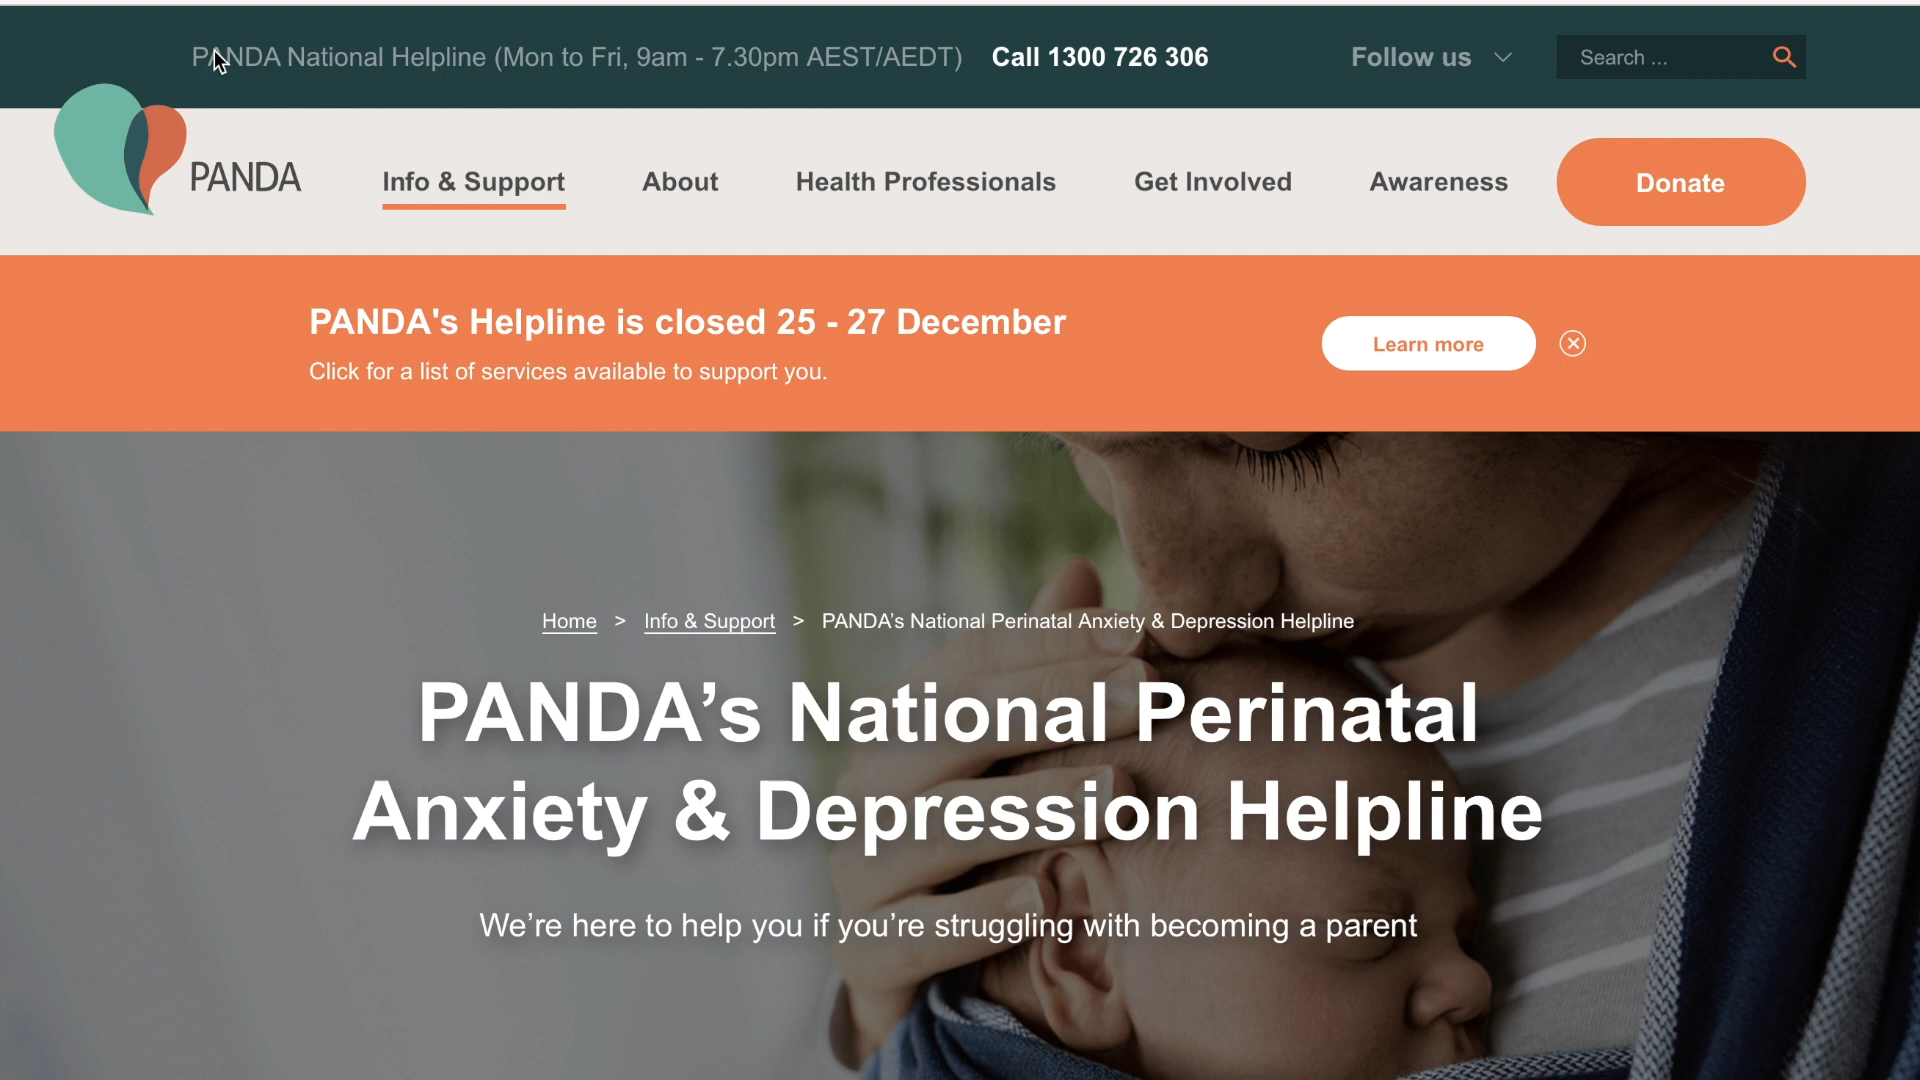 PANDA National Helpline (Mon to Fri, 9am - 7.30pm AEST/AEDT) Call 1300 726 306 Follow us Search ...
PANDA Info & Support About Health Professionals Get Involved Awareness Donate
PANDA's Helpline is closed 25 - 27 December
Click for a list of services available to support you.
Learn more
Home > Info & Support > PANDA’s National Perinatal Anxiety & Depression Helpline
PANDA’s National Perinatal
Anxiety & Depression Helpline
We’re here to help you if you’re struggling with becoming a parent